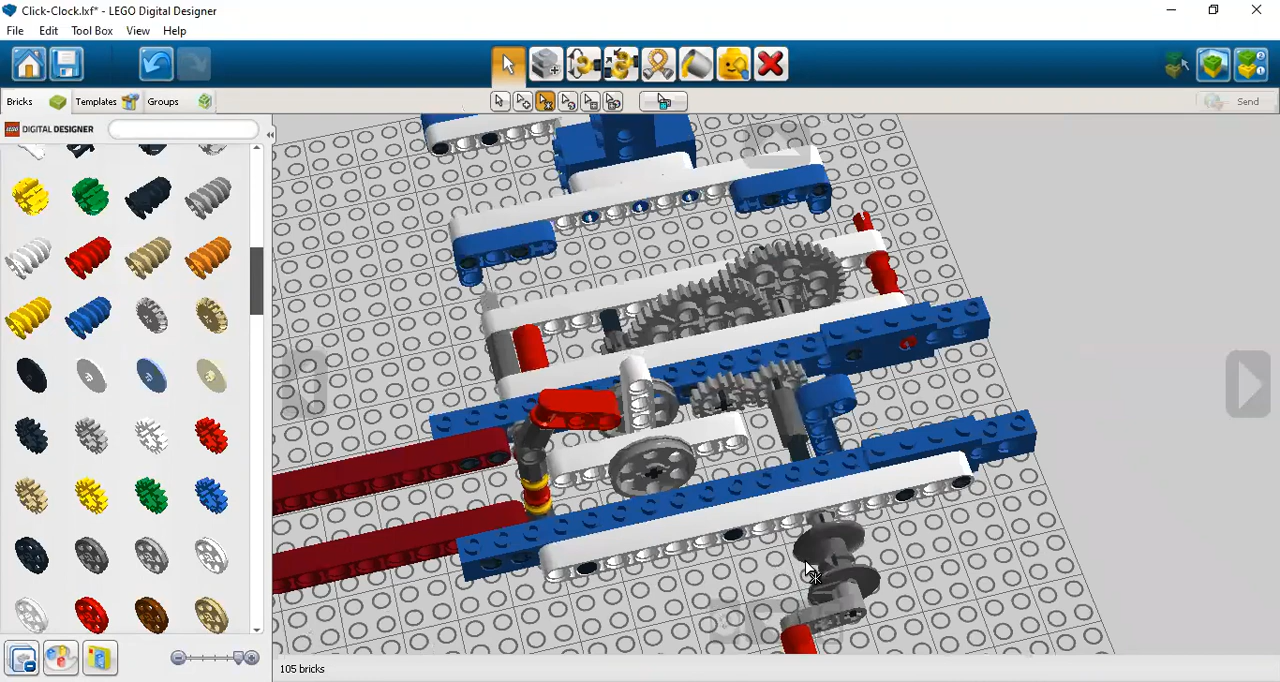 Click-Clock.lxf* - LEGO Digital Designer
File Edit Tool Box View Help
Bricks Templates Groups Send
LEGO DIGITAL DESIGNER
105 bricks